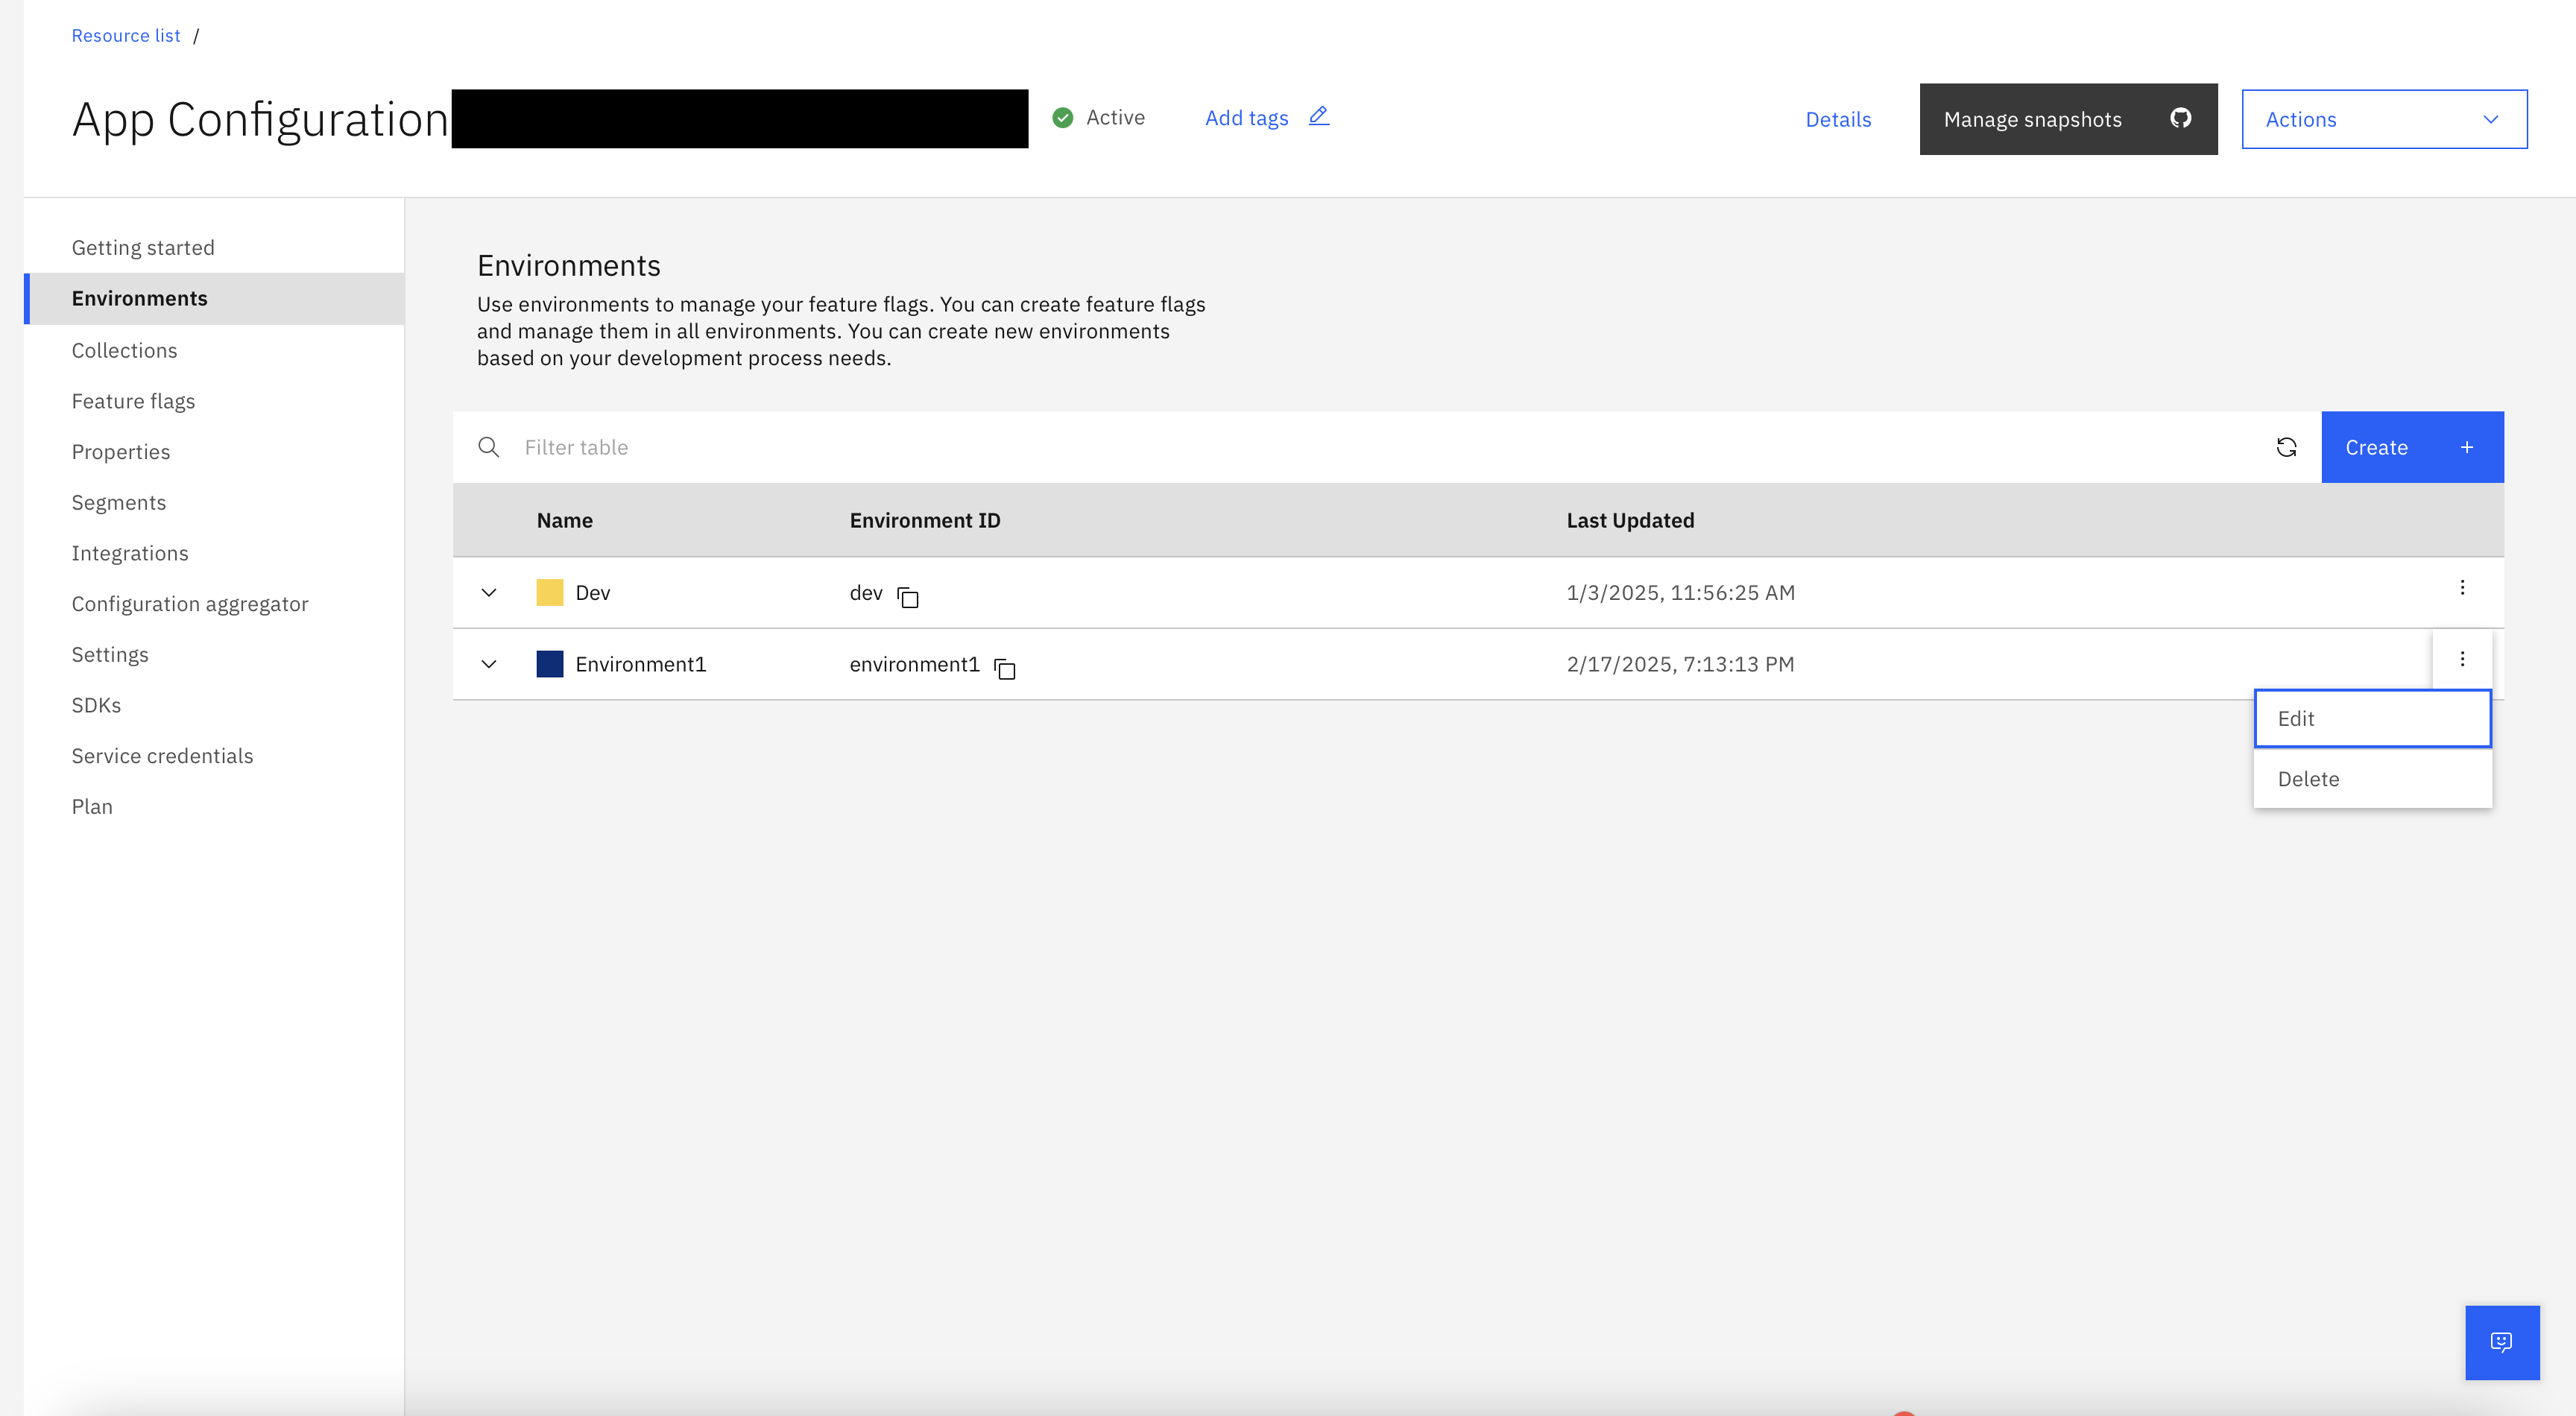 Resource list /
App Configuration
Active
Add tags
Details
Manage snapshots
Actions
Getting started
Environments
Collections
Feature flags
Properties
Segments
Integrations
Configuration aggregator
Settings
SDKs
Service credentials
Plan
Environments
Use environments to manage your feature flags. You can create feature flags
and manage them in all environments. You can create new environments
based on your development process needs.
Filter table
Create +
Name Environment ID Last Updated
Dev dev 1/3/2025, 11:56:25 AM
Environment1 environment1 2/17/2025, 7:13:13 PM
Edit
Delete